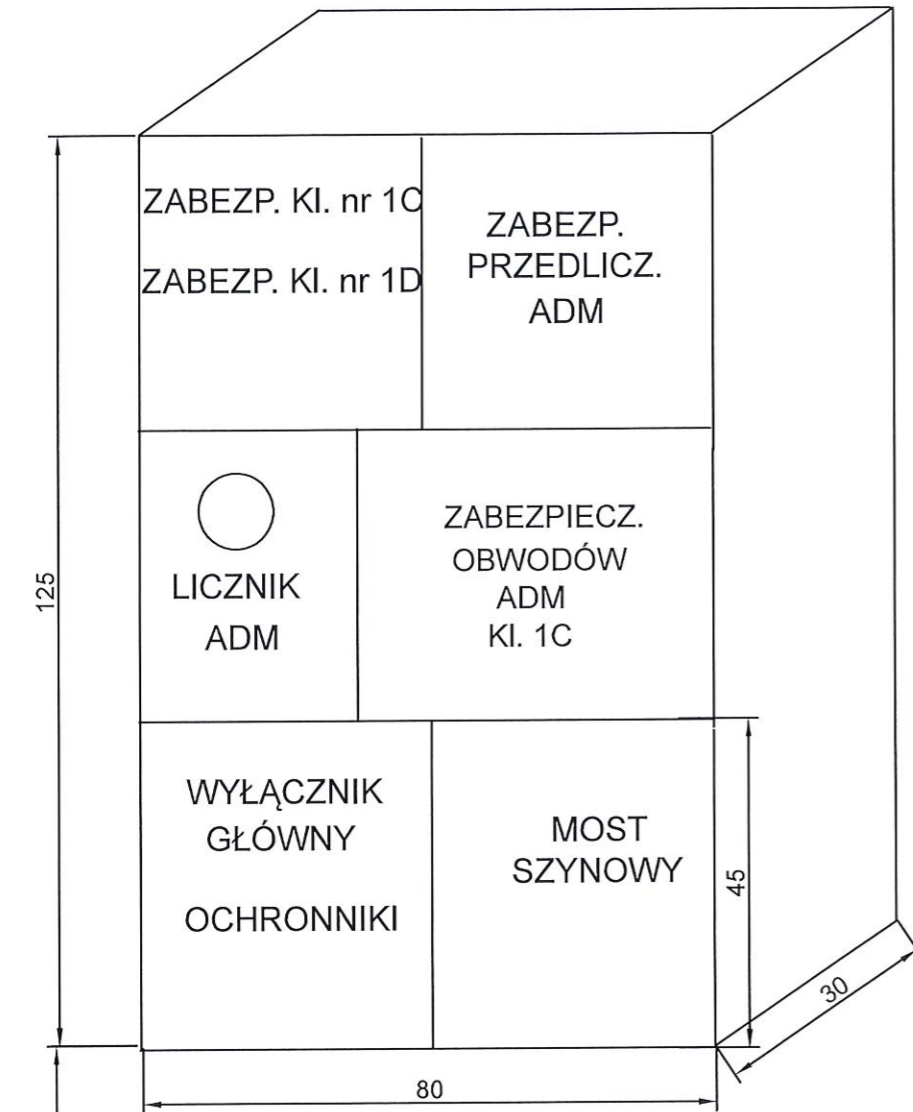 ZABEZP. Kl. nr 1C
ZABEZP. Kl. nr 1D
ZABEZP.
PRZEDLICZ.
ADM
LICZNIK
ADM
ZABEZPIECZ.
OBWODÓW
ADM
Kl. 1C
125
WYŁĄCZNIK
GŁÓWNY
OCHRONNIKI
MOST
SZYNOWY
45
30
80